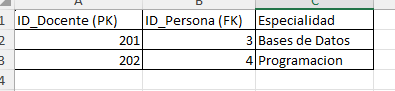 A B C
1 ID_Docente (PK) ID_Persona (FK) Especialidad
2 201 3 Bases de Datos
3 202 4 Programacion
4